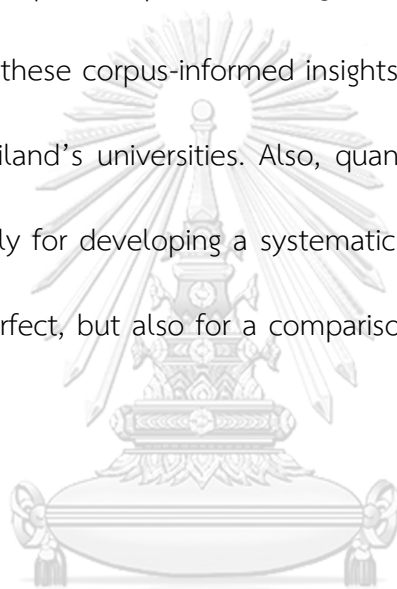 these corpus-informed insights
iland's universities. Also, quan
ly for developing a systematic
rfect, but also for a compariso